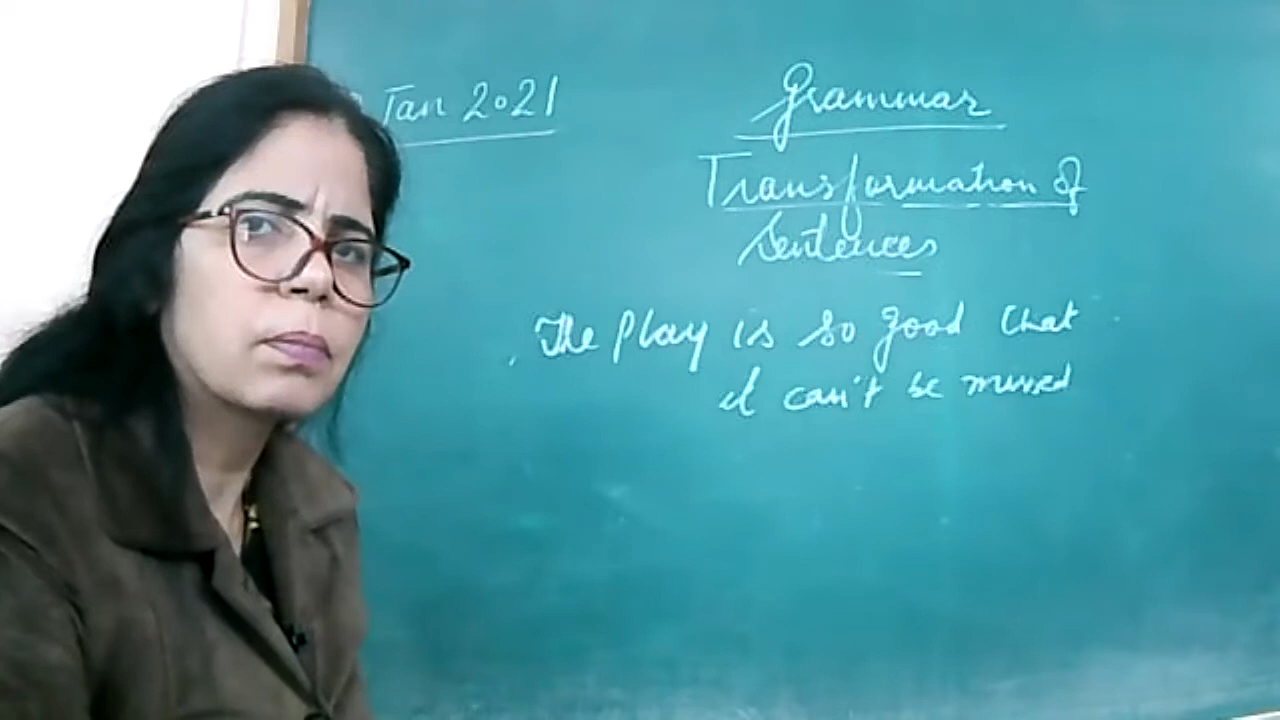 Jan 2021
Grammar
Transformation of
Sentences
The Play is so good that
it can't be missed